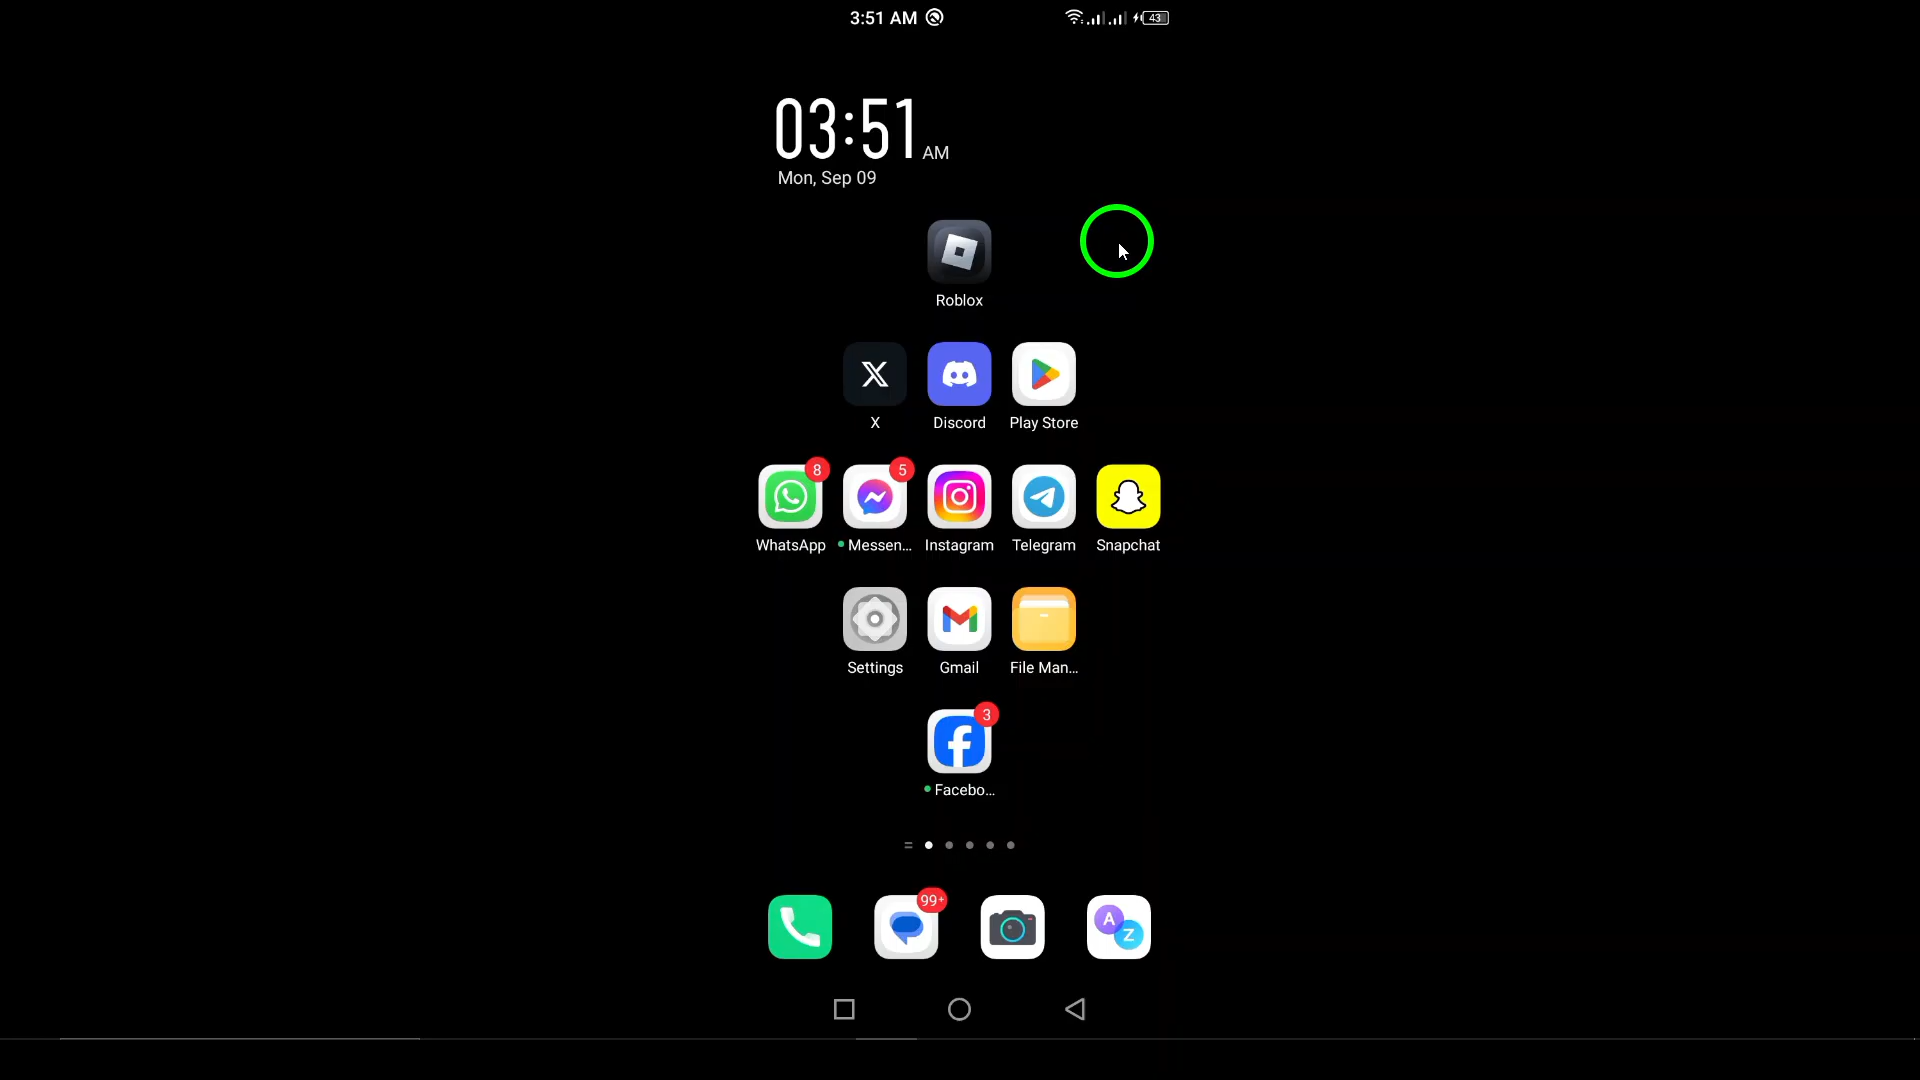 3:51 AM
43
03:51 AM
Mon, Sep 09
Roblox
X
Discord
Play Store
8
5
WhatsApp
Messen...
Instagram
Telegram
Snapchat
Settings
Gmail
File Man...
3
Facebo...
99+
A
Z